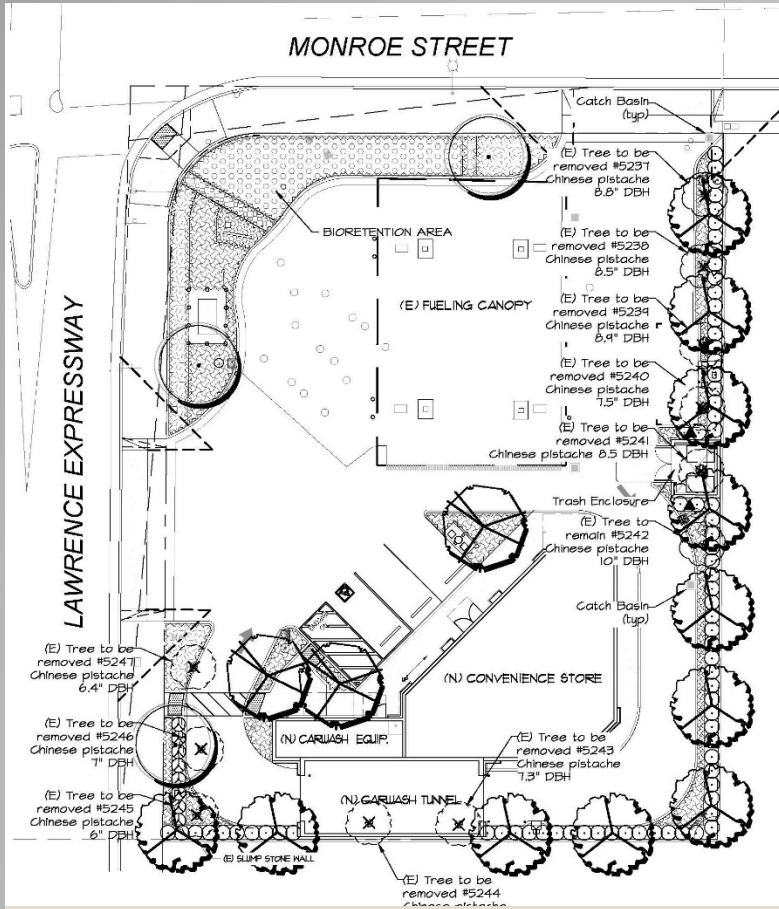 MONROE STREET
Catch Basin
(typ)
(E) Tree to be
removed #5237
Chinese pistache
8.8" DBH
BIORETENTION AREA
(E) Tree to be
removed #5238
Chinese pistache
8.5" DBH
(E) FUELING CANOPY
(E) Tree to be
removed #5239
Chinese pistache
8.9" DBH
(E) Tree to be
removed #5240
Chinese pistache
7.5" DBH
(E) Tree to be
removed #5241
Chinese pistache 8.5 DBH
LAWRENCE EXPRESSWAY
Trash Enclosure
(E) Tree to
remain #5242
Chinese pistache
10" DBH
Catch Basin
(typ)
(E) Tree to be
removed #5247
Chinese pistache
6.4" DBH
(N) CONVENIENCE STORE
(E) Tree to be
removed #5246
Chinese pistache
7" DBH
(N) CARWASH EQUIP.
(E) Tree to be
removed #5243
Chinese pistache
7.3" DBH
(E) Tree to be
removed #5245
Chinese pistache
6" DBH
(N) CARWASH TUNNEL
(E) SLUMP STONE WALL
(E) Tree to be
removed #5244
Chinese pistache